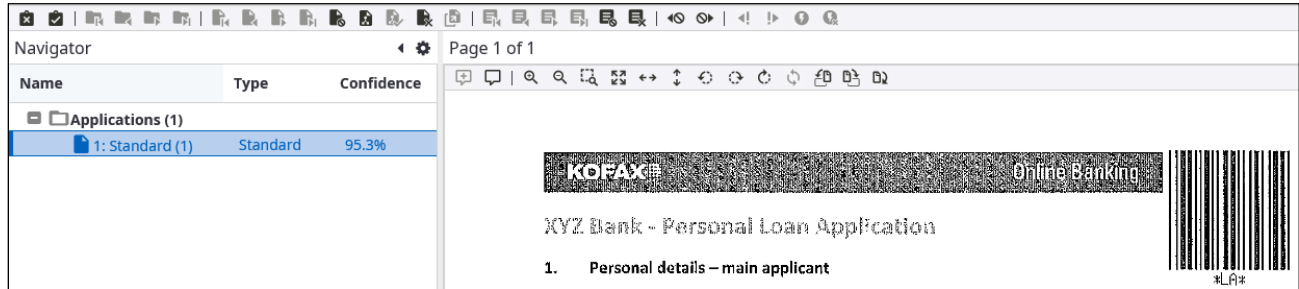 Navigator
Page 1 of 1
Name Type Confidence
Applications (1)
1: Standard (1) Standard 95.3%
KOFAX Online Banking
XYZ Bank - Personal Loan Application
1. Personal details – main applicant
*LA*